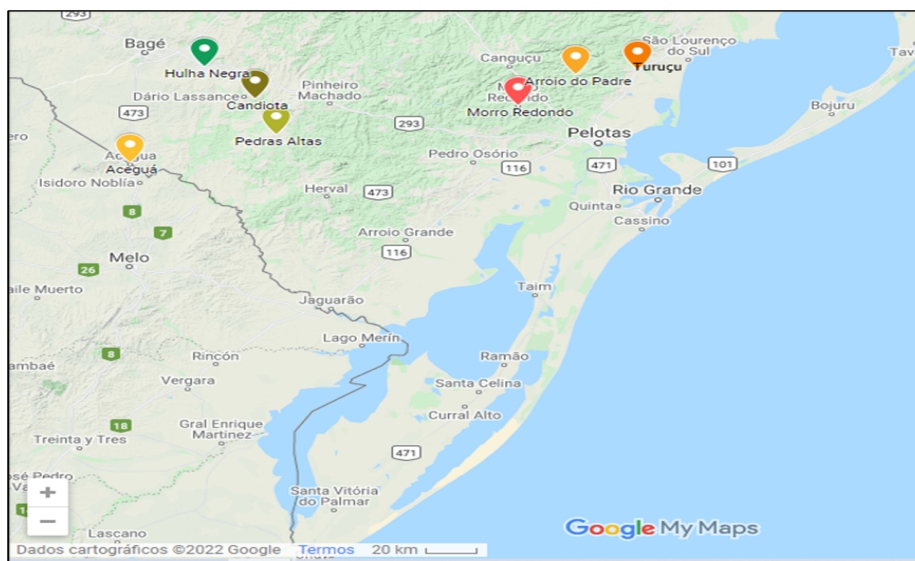 293
Bagé
Hulha Negra
Dário Lassance
Candiota
Pinheiro
Machado
Canguçu
Arroio do Padre
São Lourenço
do Sul
Turuçu
Morro
Redondo
Morro Redondo
Bojuru
473
Pedras Altas
293
Pelotas
Aceguá
Aceguá
Isidoro Noblía
Pedro Osório
116
471
101
Rio Grande
Quinta
Cassino
Herval
473
8
7
Arroio Grande
116
Melo
26
Taim
Jaguarão
Lago Merín
8
Rincón
Ramão
Vergara
Santa Celina
Curral Alto
18
Gral Enrique
Martínez
Treinta y Tres
471
Santa Vitória
do Palmar
Lascano
+
−
Google My Maps
Dados cartográficos ©2022 Google Termos 20 km